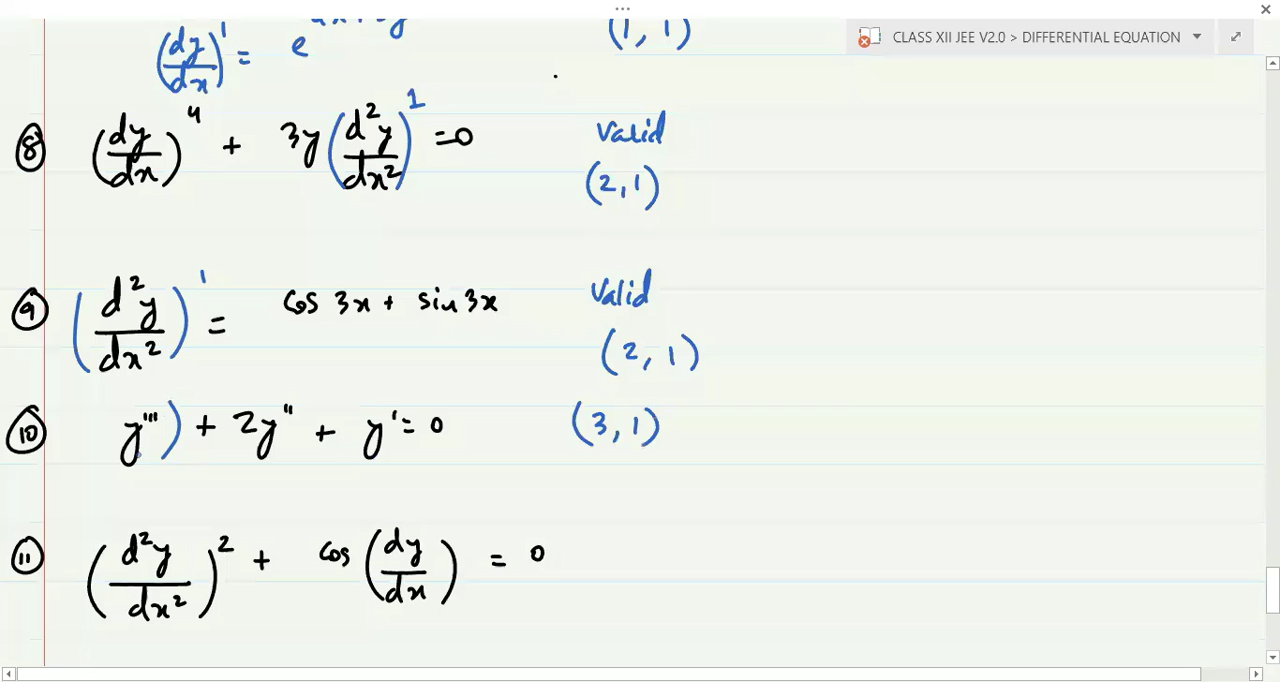 CLASS XII JEE V2.0 > DIFFERENTIAL EQUATION
(dy/dx)¹ = e (1, 1)
⑧ (dy/dx)⁴ + 3y (d²y/dx²)¹ = 0 Valid
(2, 1)
⑨ (d²y/dx²)¹ = cos 3x + sin 3x Valid
(2, 1)
⑩ y''') + 2y'' + y' = 0 (3, 1)
⑪ (d²y/dx²)² + cos (dy/dx) = 0